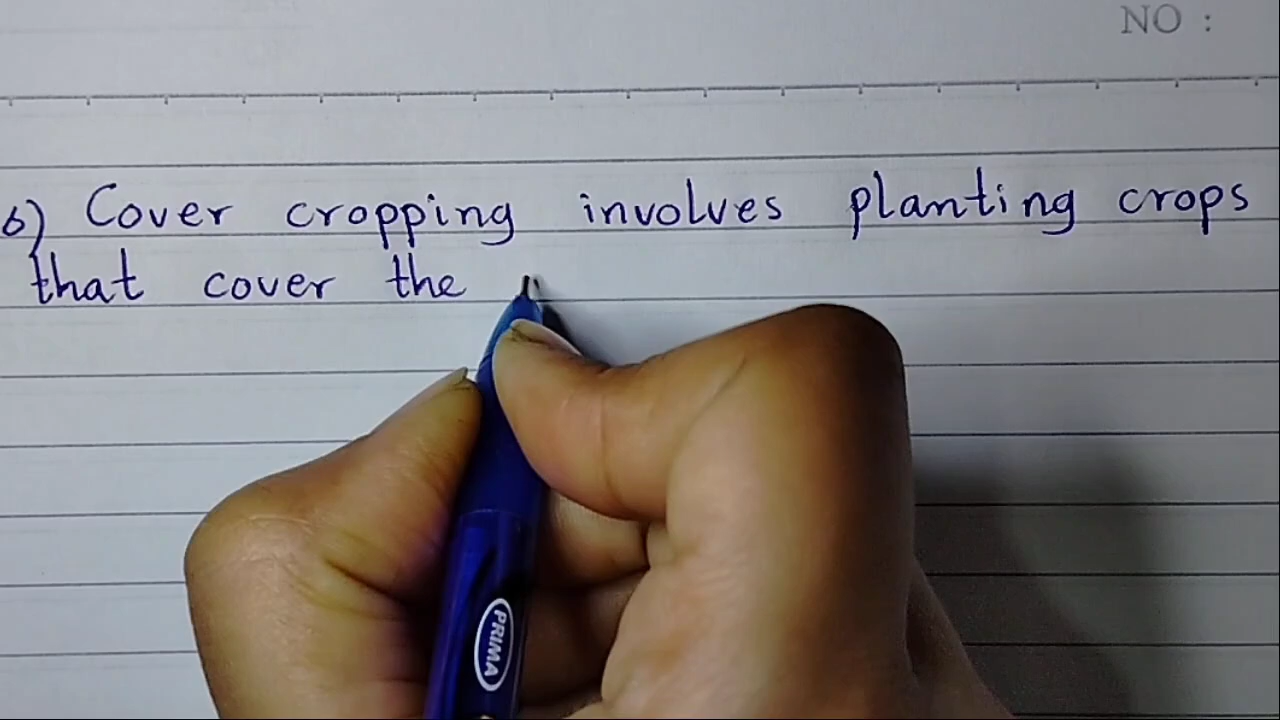 NO :
6) Cover cropping involves planting crops
that cover the
PRIMA